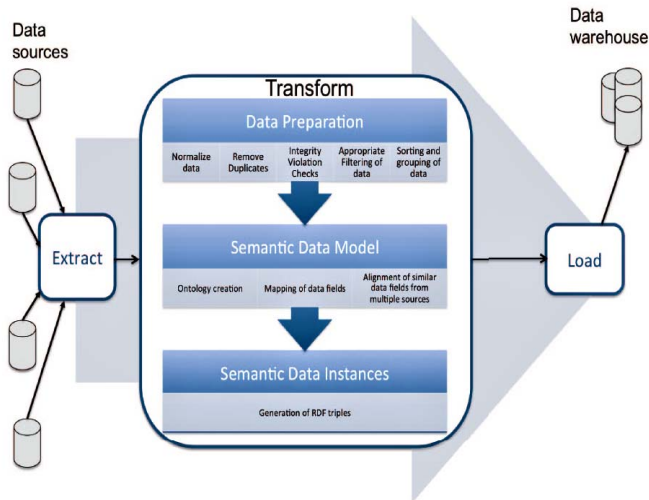 Data
sources
Data
warehouse
Transform
Data Preparation
Normalize
data
Remove
Duplicates
Integrity
Violation
Checks
Appropriate
Filtering of
data
Sorting and
grouping of
data
Extract
Semantic Data Model
Ontology creation
Mapping of data fields
Alignment of similar
data fields from
multiple sources
Load
Semantic Data Instances
Generation of RDF triples